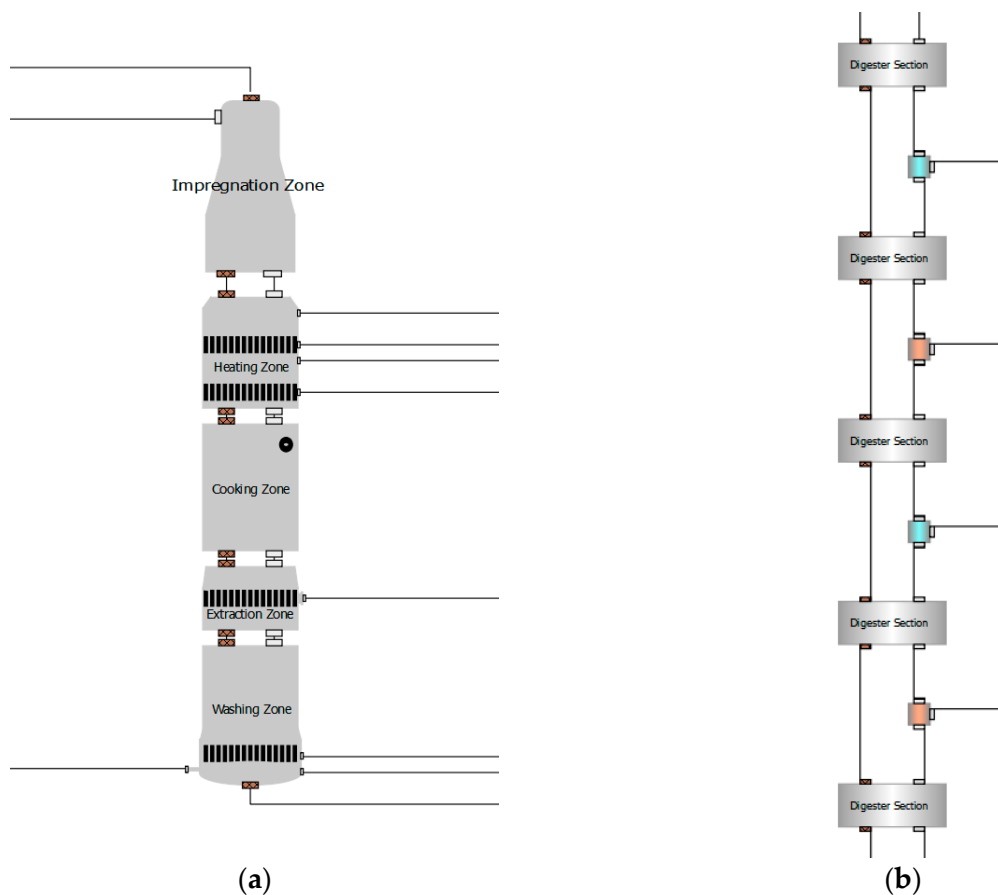 Impregnation Zone
Heating Zone
Cooking Zone
Extraction Zone
Washing Zone
(a)
Digester Section
Digester Section
Digester Section
Digester Section
Digester Section
(b)